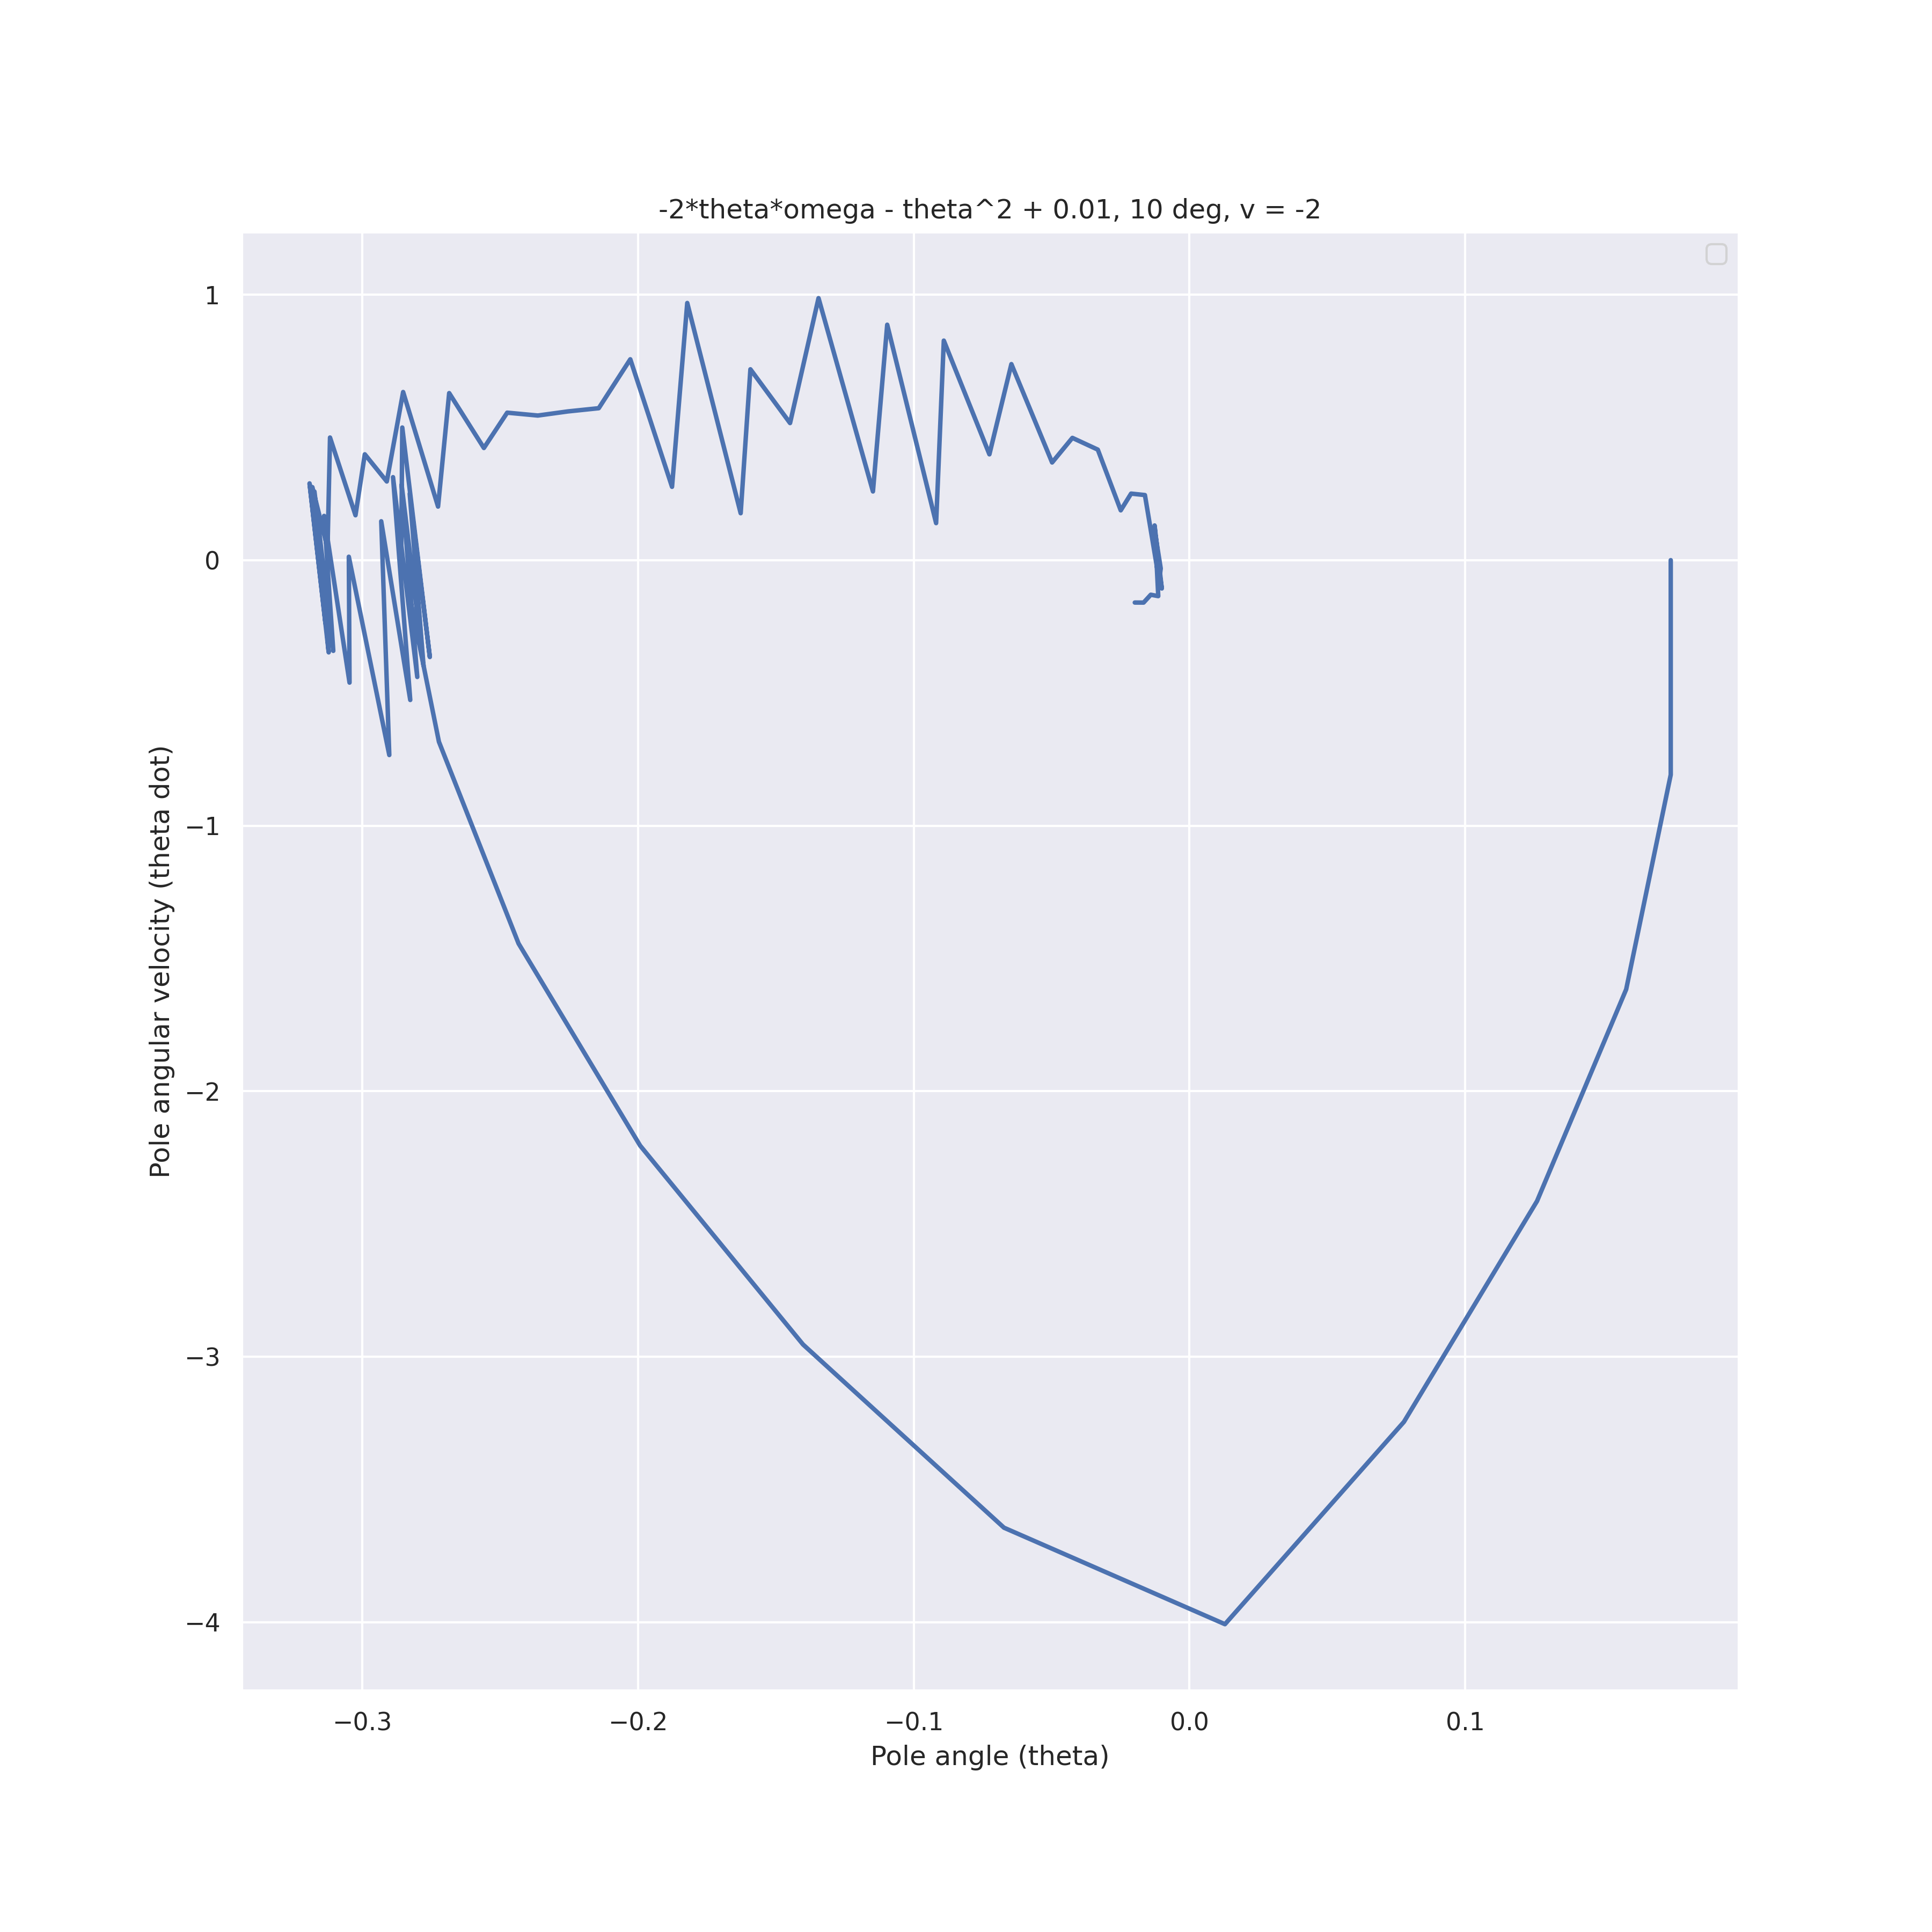 -2*theta*omega - theta^2 + 0.01, 10 deg, v = -2
1
0
−1
−2
−3
−4
Pole angular velocity (theta dot)
−0.3 −0.2 −0.1 0.0 0.1
Pole angle (theta)